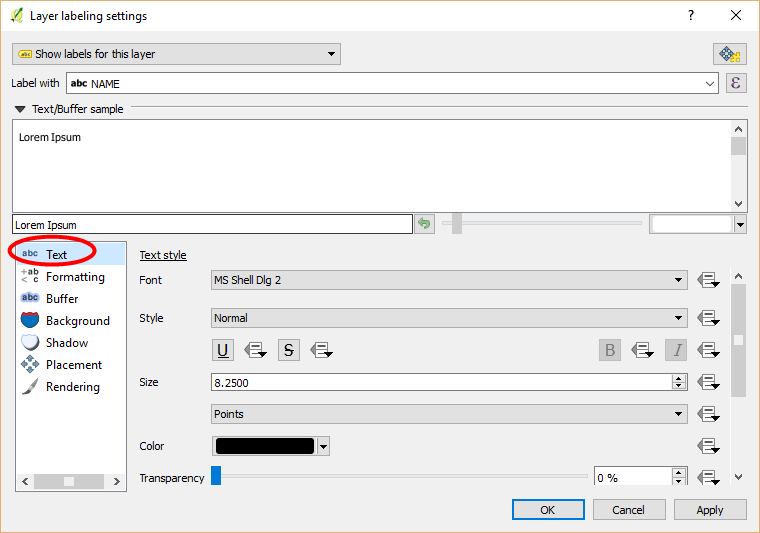 Layer labeling settings
?
abc Show labels for this layer
Label with abc NAME ε
Text/Buffer sample
Lorem Ipsum
Lorem Ipsum
abc Text
+ab < c Formatting
abc Buffer
Background
Shadow
Placement
Rendering
Text style
Font MS Shell Dlg 2
Style Normal
U S B I
Size 8.2500
Points
Color
Transparency 0 %
OK Cancel Apply